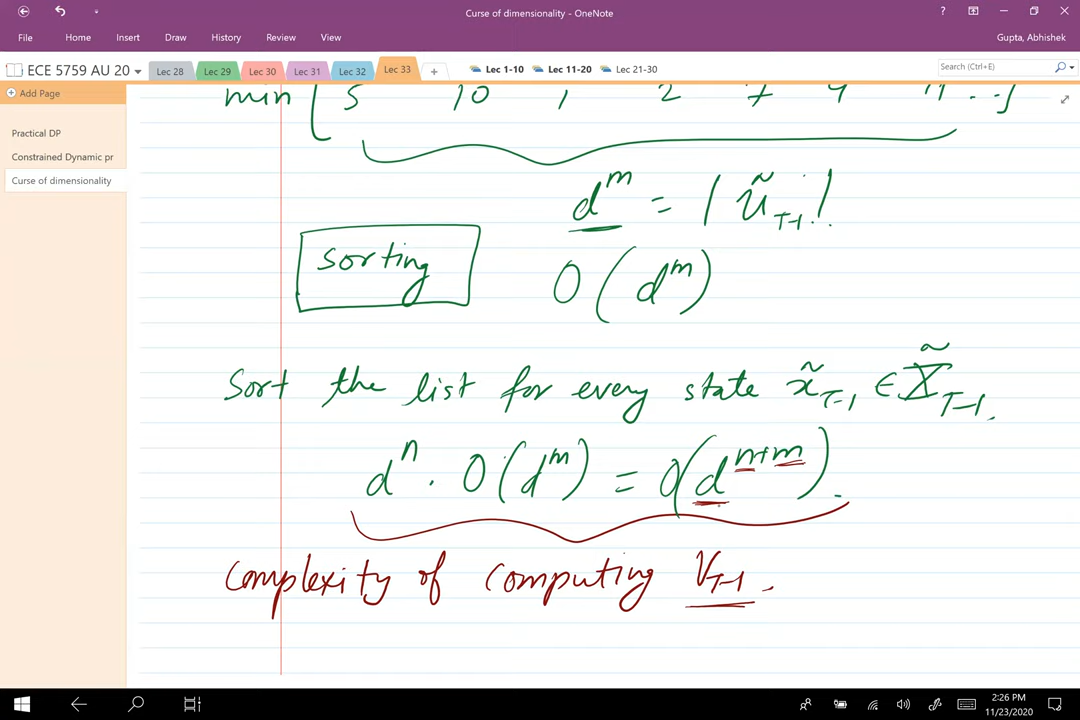 Curse of dimensionality - OneNote
File Home Insert Draw History Review View Gupta, Abhishek
ECE 5759 AU 20 Lec 28 Lec 29 Lec 30 Lec 31 Lec 32 Lec 33 Lec 1-10 Lec 11-20 Lec 21-30 Search (Ctrl+E)
Add Page
Practical DP
Constrained Dynamic pr
Curse of dimensionality
min [ 5 10 1 2 7
d^m = | ũ_{T-1} |.
sorting O(d^m)
Sort the list for every state x̃_{T-1} ∈ X̃_{T-1}.
d^n · O(d^m) = O(d^{n+m}).
Complexity of computing V_{T-1}.
2:26 PM
11/23/2020